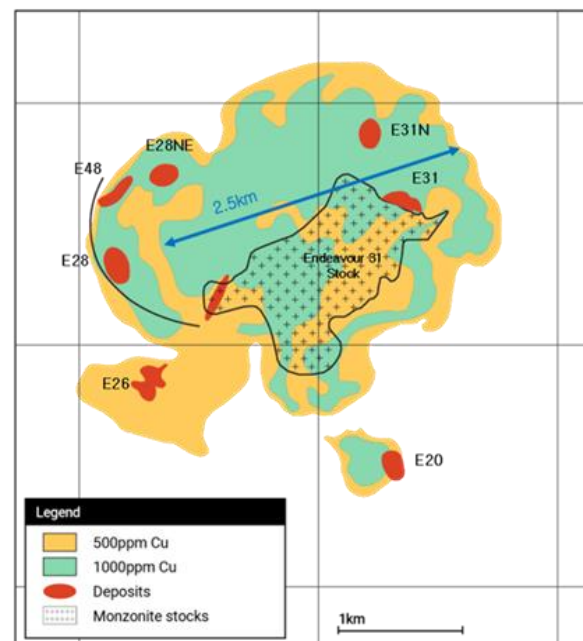 E28NE
E31N
E48
E31
2.5km
E28
Endeavour 31
Stock
E26
E20
Legend
500ppm Cu
1000ppm Cu
Deposits
Monzonite stocks
1km